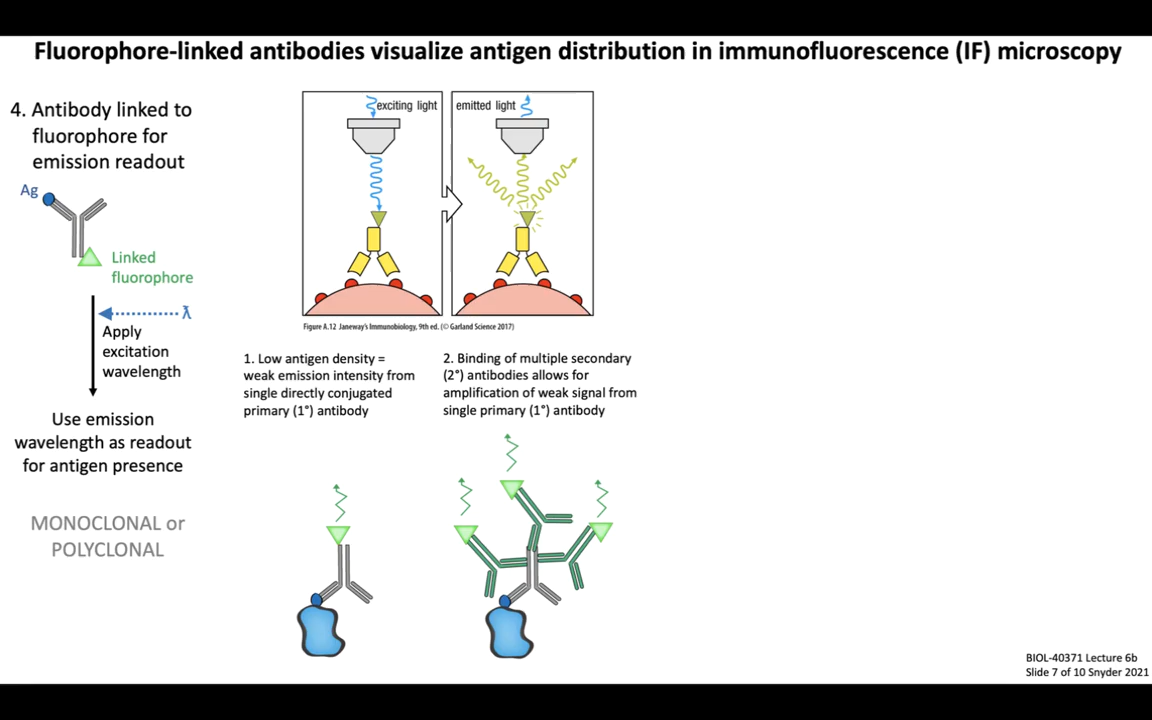 Fluorophore-linked antibodies visualize antigen distribution in immunofluorescence (IF) microscopy
4. Antibody linked to
fluorophore for
emission readout
Ag
Linked
fluorophore
λ
Apply
excitation
wavelength
Use emission
wavelength as readout
for antigen presence
MONOCLONAL or
POLYCLONAL
exciting light
emitted light
Figure A.12 Janeway's Immunobiology, 9th ed. (© Garland Science 2017)
1. Low antigen density =
weak emission intensity from
single directly conjugated
primary (1°) antibody
2. Binding of multiple secondary
(2°) antibodies allows for
amplification of weak signal from
single primary (1°) antibody
BIOL-40371 Lecture 6b
Slide 7 of 10 Snyder 2021